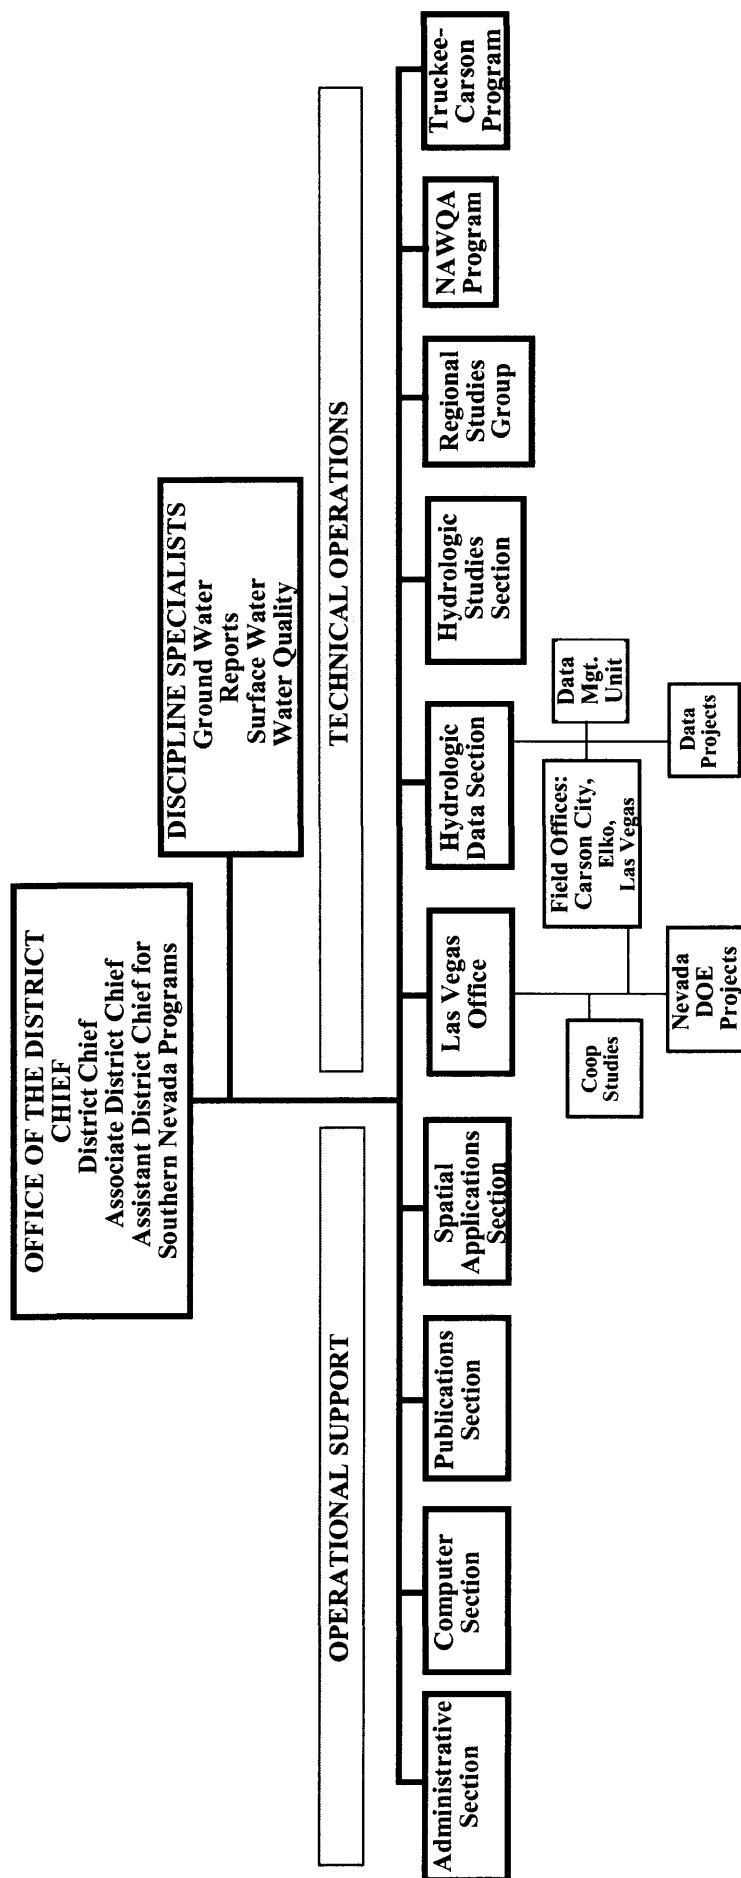 OFFICE OF THE DISTRICT
CHIEF
District Chief
Associate District Chief
Assistant District Chief for
Southern Nevada Programs
DISCIPLINE SPECIALISTS
Ground Water
Reports
Surface Water
Water Quality
OPERATIONAL SUPPORT
TECHNICAL OPERATIONS
Administrative
Section
Computer
Section
Publications
Section
Spatial
Applications
Section
Las Vegas
Office
Hydrologic
Data Section
Hydrologic
Studies
Section
Regional
Studies
Group
NAWQA
Program
Truckee-
Carson
Program
Coop
Studies
Field Offices:
Carson City,
Elko,
Las Vegas
Data
Mgt.
Unit
Nevada
DOE
Projects
Data
Projects